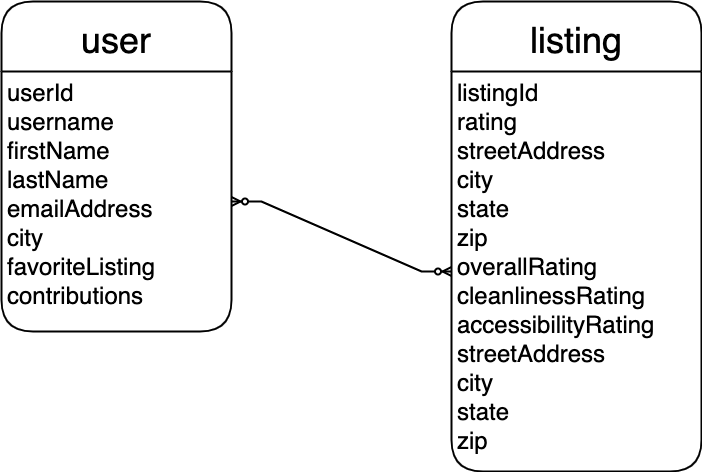 user
userId
username
firstName
lastName
emailAddress
city
favoriteListing
contributions
listing
listingId
rating
streetAddress
city
state
zip
overallRating
cleanlinessRating
accessibilityRating
streetAddress
city
state
zip